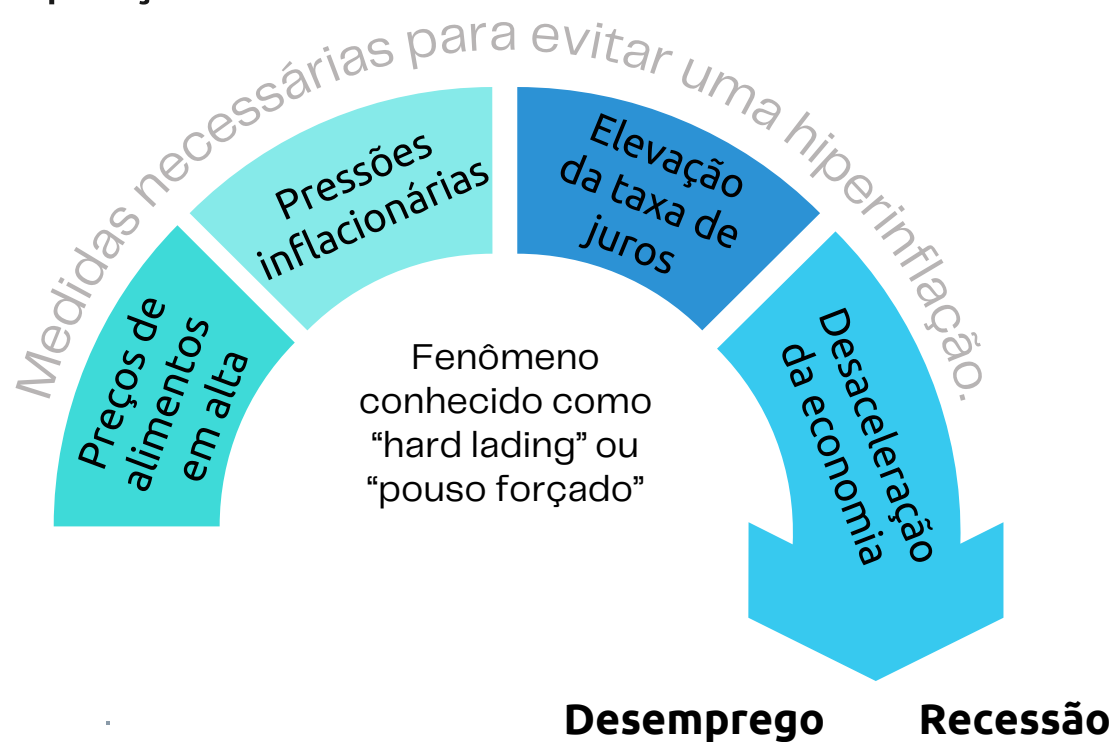 Medidas necessárias para evitar uma hiperinflação.
Preços de
alimentos
em alta
Pressões
inflacionárias
Elevação
da taxa de
juros
Desaceleração
da economia
Fenômeno
conhecido como
“hard lading” ou
“pouso forçado”
Desemprego
Recessão